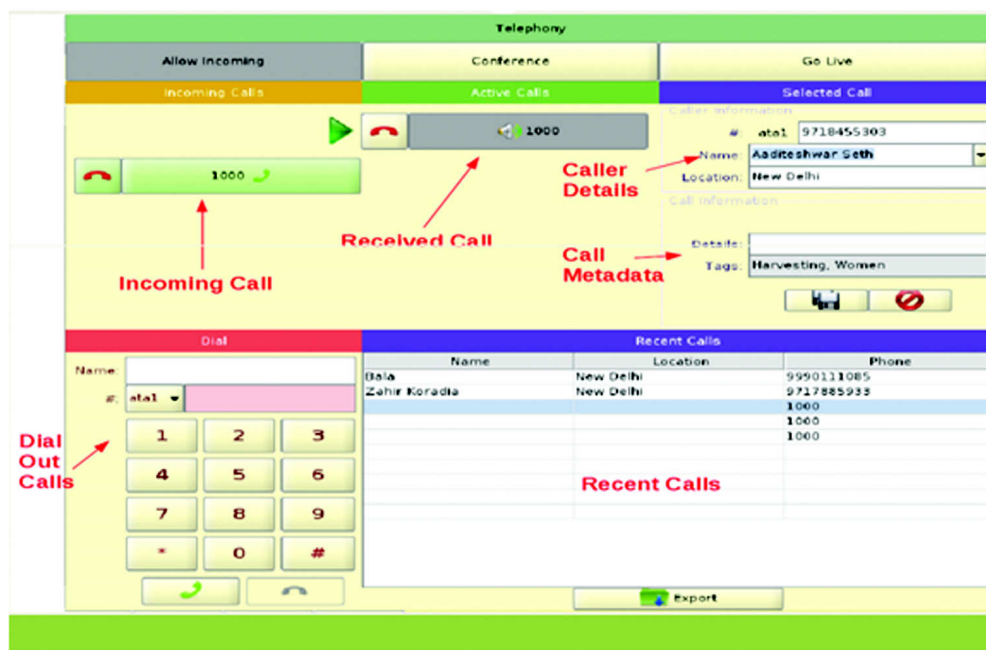 Telephony
Allow Incoming Conference Go Live
Incoming Calls Active Calls Selected Call
Caller Information
1000
#: ata1 9718455303
Name: Aaditeshwar Seth
Location: New Delhi
Caller
Details
1000
Call Information
Received Call
Details:
Call
Metadata
Tags: Harvesting, Women
Incoming Call
Dial Recent Calls
Name:
#: ata1
Name Location Phone
Bala New Delhi 9990111085
Zahir Koradia New Delhi 9717885933
1000
1000
1000
Dial
Out
Calls
1 2 3
4 5 6
7 8 9
* 0 #
Recent Calls
Export